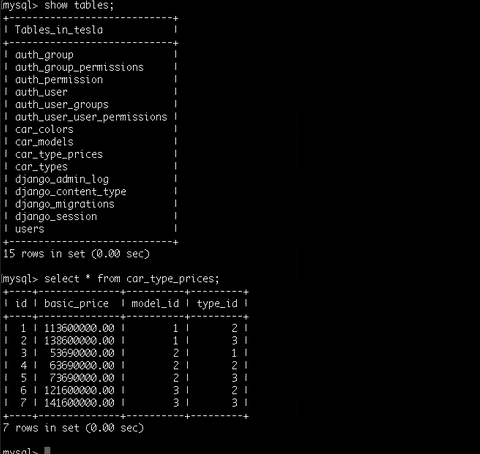 mysql> show tables;
+---------------------------+
| Tables_in_tesla |
+---------------------------+
| auth_group |
| auth_group_permissions |
| auth_permission |
| auth_user |
| auth_user_groups |
| auth_user_user_permissions |
| car_colors |
| car_models |
| car_type_prices |
| car_types |
| django_admin_log |
| django_content_type |
| django_migrations |
| django_session |
| users |
+---------------------------+
15 rows in set (0.00 sec)
mysql> select * from car_type_prices;
+----+--------------+----------+---------+
| id | basic_price | model_id | type_id |
+----+--------------+----------+---------+
| 1 | 113600000.00 | 1 | 2 |
| 2 | 138600000.00 | 1 | 3 |
| 3 | 53690000.00 | 2 | 1 |
| 4 | 63690000.00 | 2 | 2 |
| 5 | 73690000.00 | 2 | 3 |
| 6 | 121600000.00 | 3 | 2 |
| 7 | 141600000.00 | 3 | 3 |
+----+--------------+----------+---------+
7 rows in set (0.00 sec)
mysql>